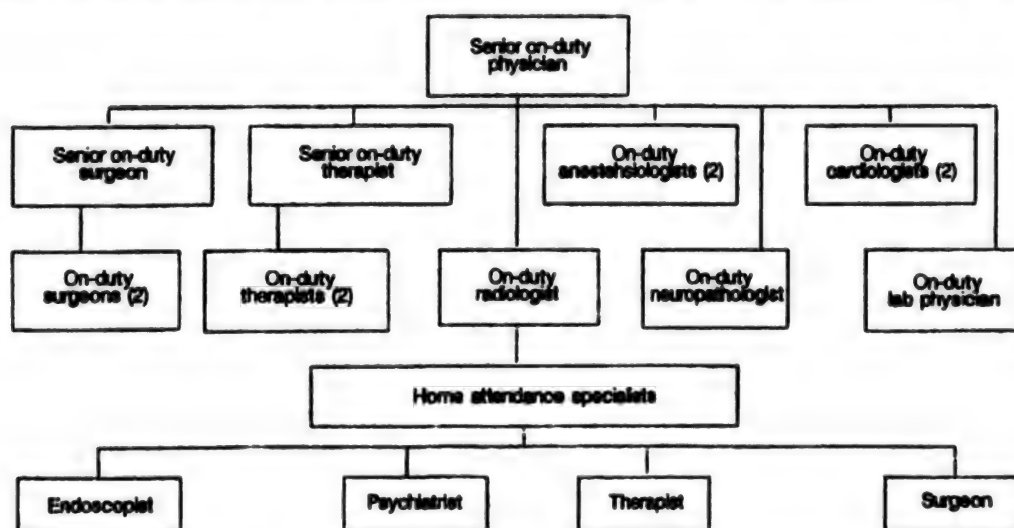 Senior on-duty
physician
Senior on-duty
surgeon
Senior on-duty
therapist
On-duty
anestehsiologists (2)
On-duty
cardiologists (2)
On-duty
surgeons (2)
On-duty
therapists (2)
On-duty
radiologist
On-duty
neuropathologist
On-duty
lab physician
Home attendance specialists
Endoscopist
Psychiatrist
Therapist
Surgeon